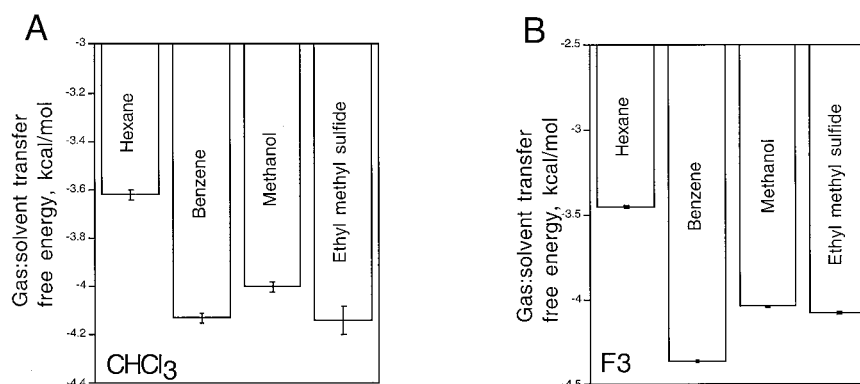 A
Gas:solvent transfer
free energy, kcal/mol
-3
-3.2
-3.4
-3.6
-3.8
-4
-4.2
-4.4
Hexane
Benzene
Methanol
Ethyl methyl sulfide
CHCl3
B
Gas:solvent transfer
free energy, kcal/mol
-2.5
-3
-3.5
-4
-4.5
Hexane
Benzene
Methanol
Ethyl methyl sulfide
F3